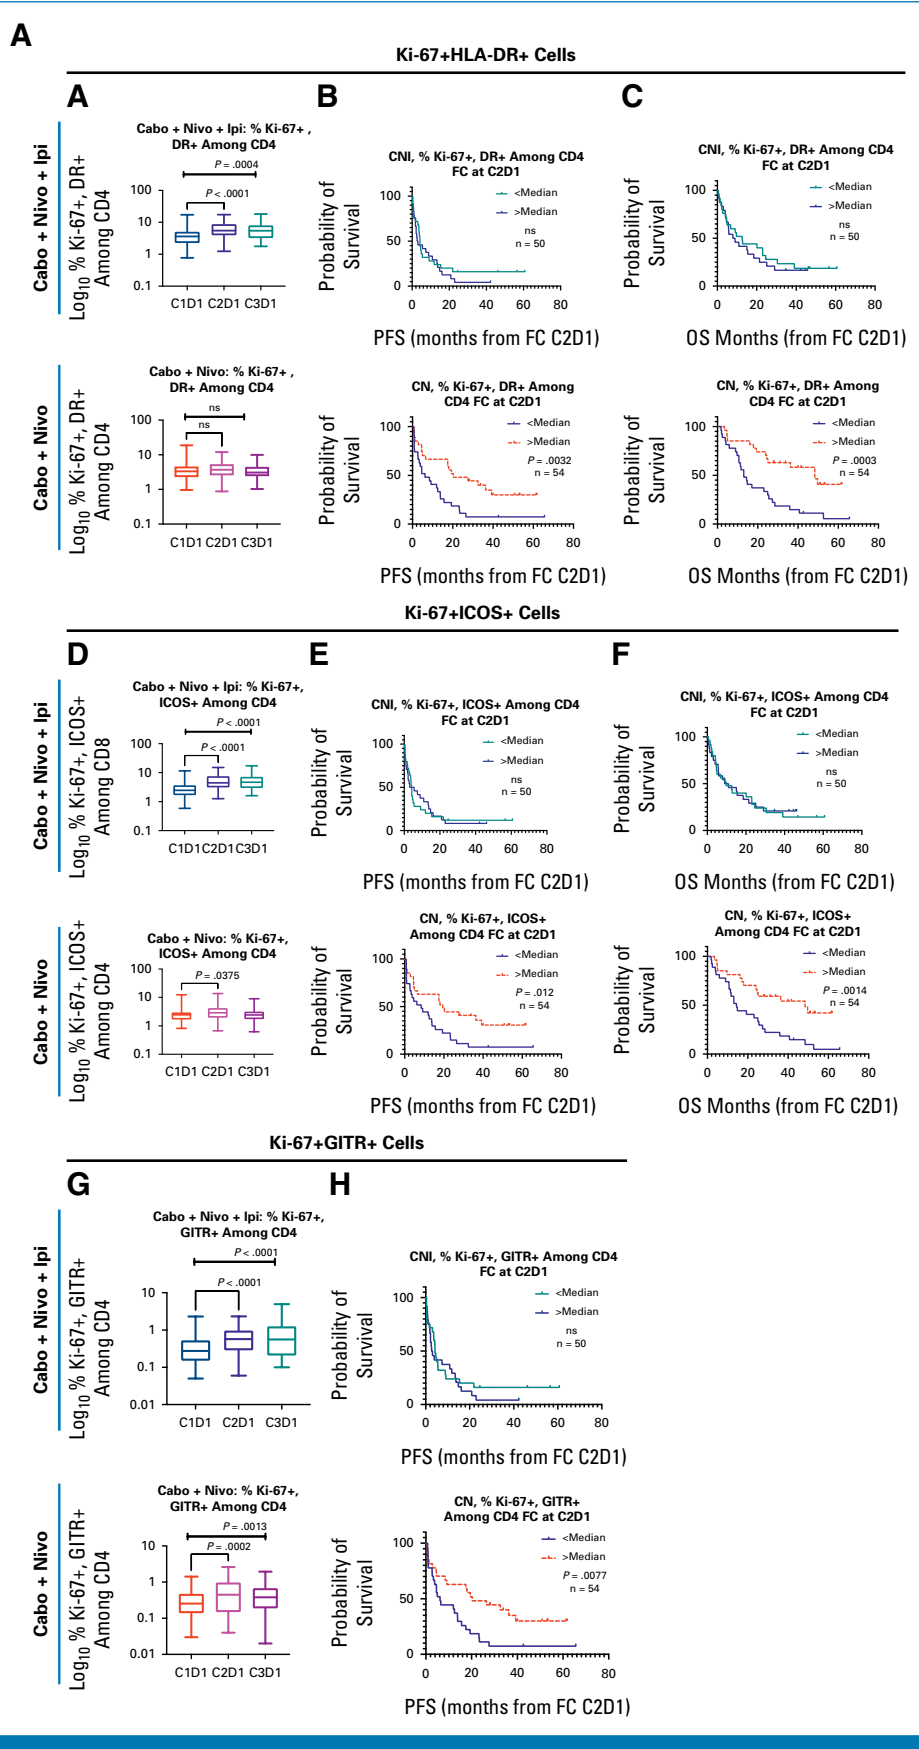 A
Ki-67+HLA-DR+ Cells
A
B
C
Cabo + Nivo + Ipi
Log10 % Ki-67+, DR+
Among CD4
Cabo + Nivo + Ipi: % Ki-67+ ,
DR+ Among CD4
P = .0004
P < .0001
100
10
1
0.1
C1D1 C2D1 C3D1
Probability of
Survival
CNI, % Ki-67+, DR+ Among CD4
FC at C2D1
<Median
>Median
ns
n = 50
100
50
0
0 20 40 60 80
PFS (months from FC C2D1)
Probability of
Survival
CNI, % Ki-67+, DR+ Among CD4
FC at C2D1
<Median
>Median
ns
n = 50
100
50
0
0 20 40 60 80
OS Months (from FC C2D1)
Cabo + Nivo
Log10 % Ki-67+, DR+
Among CD4
Cabo + Nivo: % Ki-67+ ,
DR+ Among CD4
ns
ns
100
10
1
0.1
C1D1 C2D1 C3D1
Probability of
Survival
CN, % Ki-67+, DR+ Among
CD4 FC at C2D1
<Median
>Median
P = .0032
n = 54
100
50
0
0 20 40 60 80
PFS (months from FC C2D1)
Probability of
Survival
CN, % Ki-67+, DR+ Among
CD4 FC at C2D1
<Median
>Median
P = .0003
n = 54
100
50
0
0 20 40 60 80
OS Months (from FC C2D1)
Ki-67+ICOS+ Cells
D
E
F
Cabo + Nivo + Ipi
Log10 % Ki-67+, ICOS+
Among CD8
Cabo + Nivo + Ipi: % Ki-67+,
ICOS+ Among CD4
P < .0001
P < .0001
100
10
1
0.1
C1D1 C2D1 C3D1
Probability of
Survival
CNI, % Ki-67+, ICOS+ Among CD4
FC at C2D1
<Median
>Median
ns
n = 50
100
50
0
0 20 40 60 80
PFS (months from FC C2D1)
Probability of
Survival
CNI, % Ki-67+, ICOS+ Among CD4
FC at C2D1
<Median
>Median
ns
n = 50
100
50
0
0 20 40 60 80
OS Months (from FC C2D1)
Cabo + Nivo
Log10 % Ki-67+, ICOS+
Among CD4
Cabo + Nivo: % Ki-67+,
ICOS+ Among CD4
P = .0375
100
10
1
0.1
C1D1 C2D1 C3D1
Probability of
Survival
CN, % Ki-67+, ICOS+
Among CD4 FC at C2D1
<Median
>Median
P = .012
n = 54
100
50
0
0 20 40 60 80
PFS (months from FC C2D1)
Probability of
Survival
CN, % Ki-67+, ICOS+
Among CD4 FC at C2D1
<Median
>Median
P = .0014
n = 54
100
50
0
0 20 40 60 80
OS Months (from FC C2D1)
Ki-67+GITR+ Cells
G
H
Cabo + Nivo + Ipi
Log10 % Ki-67+, GITR+
Among CD4
Cabo + Nivo + Ipi: % Ki-67+,
GITR+ Among CD4
P < .0001
P < .0001
10
1
0.1
0.01
C1D1 C2D1 C3D1
Probability of
Survival
CNI, % Ki-67+, GITR+ Among CD4
FC at C2D1
<Median
>Median
ns
n = 50
100
50
0
0 20 40 60 80
PFS (months from FC C2D1)
Cabo + Nivo
Log10 % Ki-67+, GITR+
Among CD4
Cabo + Nivo: % Ki-67+,
GITR+ Among CD4
P = .0013
P = .0002
10
1
0.1
0.01
C1D1 C2D1 C3D1
Probability of
Survival
CN, % Ki-67+, GITR+
Among CD4 FC at C2D1
<Median
>Median
P = .0077
n = 54
100
50
0
0 20 40 60 80
PFS (months from FC C2D1)